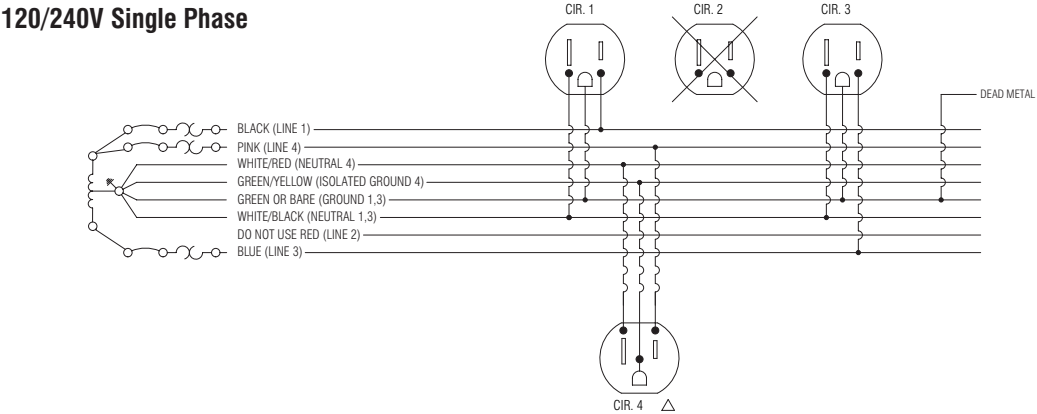 120/240V Single Phase
CIR. 1
CIR. 2
CIR. 3
DEAD METAL
BLACK (LINE 1)
PINK (LINE 4)
WHITE/RED (NEUTRAL 4)
GREEN/YELLOW (ISOLATED GROUND 4)
GREEN OR BARE (GROUND 1,3)
WHITE/BLACK (NEUTRAL 1,3)
DO NOT USE RED (LINE 2)
BLUE (LINE 3)
CIR. 4